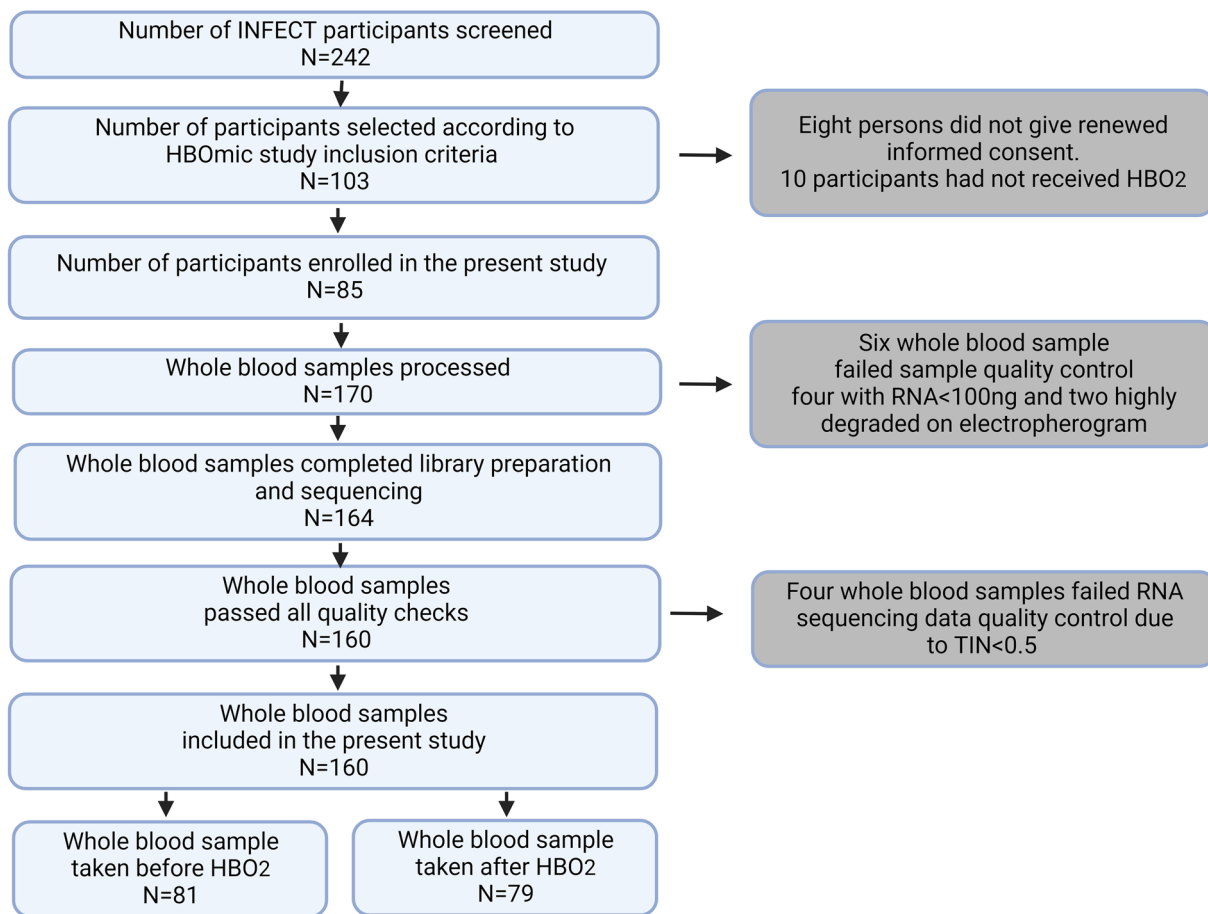 Number of INFECT participants screened
N=242
Number of participants selected according to
HBOmic study inclusion criteria
N=103
Eight persons did not give renewed
informed consent.
10 participants had not received HBO2
Number of participants enrolled in the present study
N=85
Whole blood samples processed
N=170
Six whole blood sample
failed sample quality control
four with RNA<100ng and two highly
degraded on electropherogram
Whole blood samples completed library preparation
and sequencing
N=164
Whole blood samples
passed all quality checks
N=160
Four whole blood samples failed RNA
sequencing data quality control due
to TIN<0.5
Whole blood samples
included in the present study
N=160
Whole blood sample
taken before HBO2
N=81
Whole blood sample
taken after HBO2
N=79